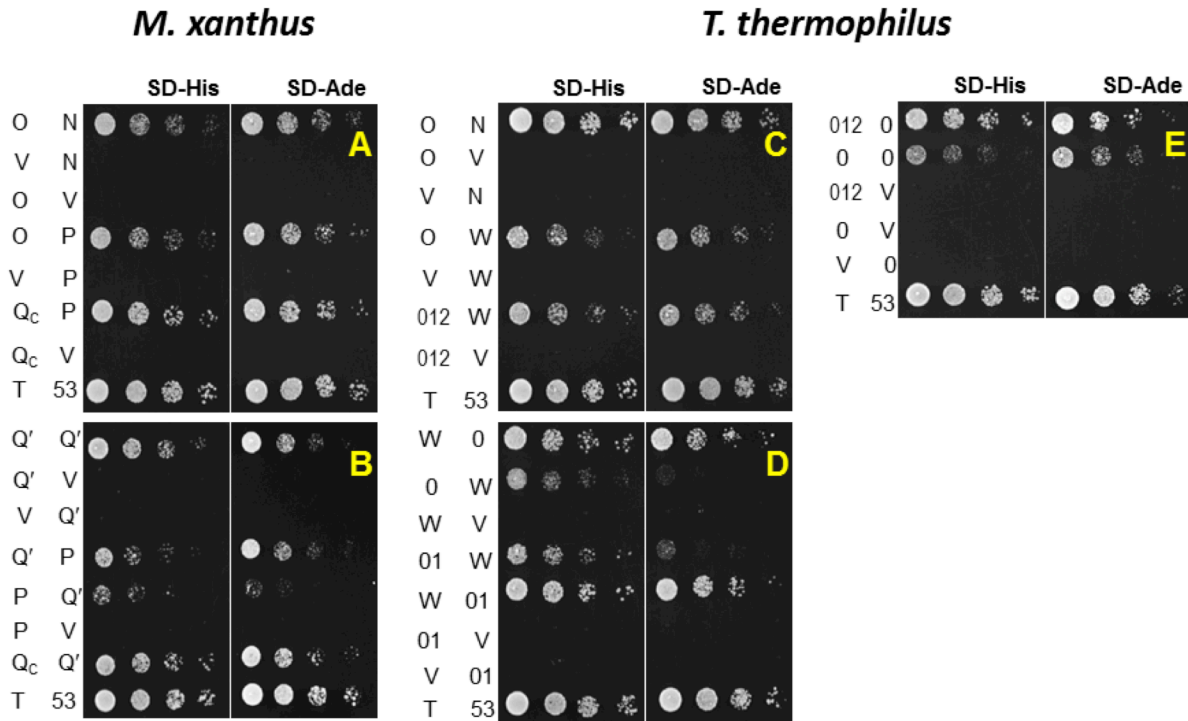 M. xanthus
T. thermophilus
SD-His SD-Ade
A
O N
V N
O V
O P
V P
Qc P
Qc V
T 53
B
Q′ Q′
Q′ V
V Q′
Q′ P
P Q′
P V
Qc Q′
T 53
SD-His SD-Ade
C
O N
O V
V N
O W
V W
012 W
012 V
T 53
D
W 0
0 W
W V
01 W
W 01
01 V
V 01
T 53
SD-His SD-Ade
E
012 0
0 0
012 V
0 V
V 0
T 53